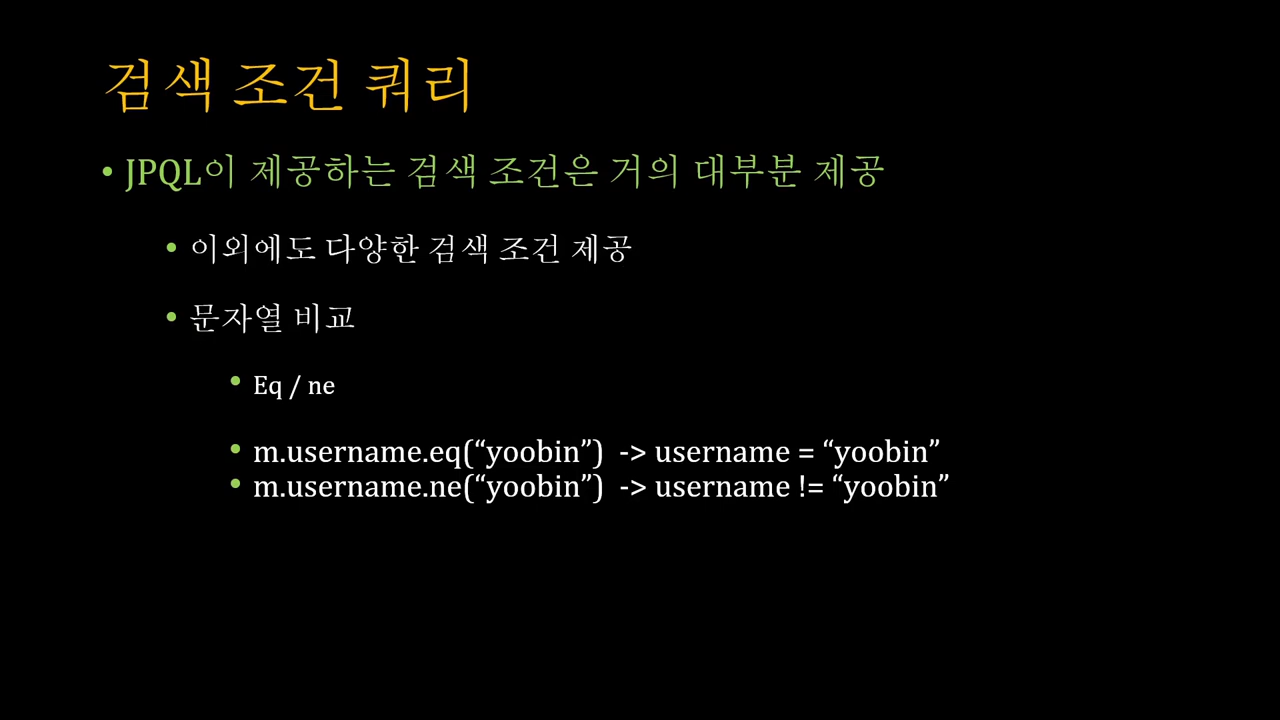 검색 조건 쿼리
• JPQL이 제공하는 검색 조건은 거의 대부분 제공
• 이외에도 다양한 검색 조건 제공
• 문자열 비교
• Eq / ne
• m.username.eq(“yoobin”) -> username = “yoobin”
• m.username.ne(“yoobin”) -> username != “yoobin”